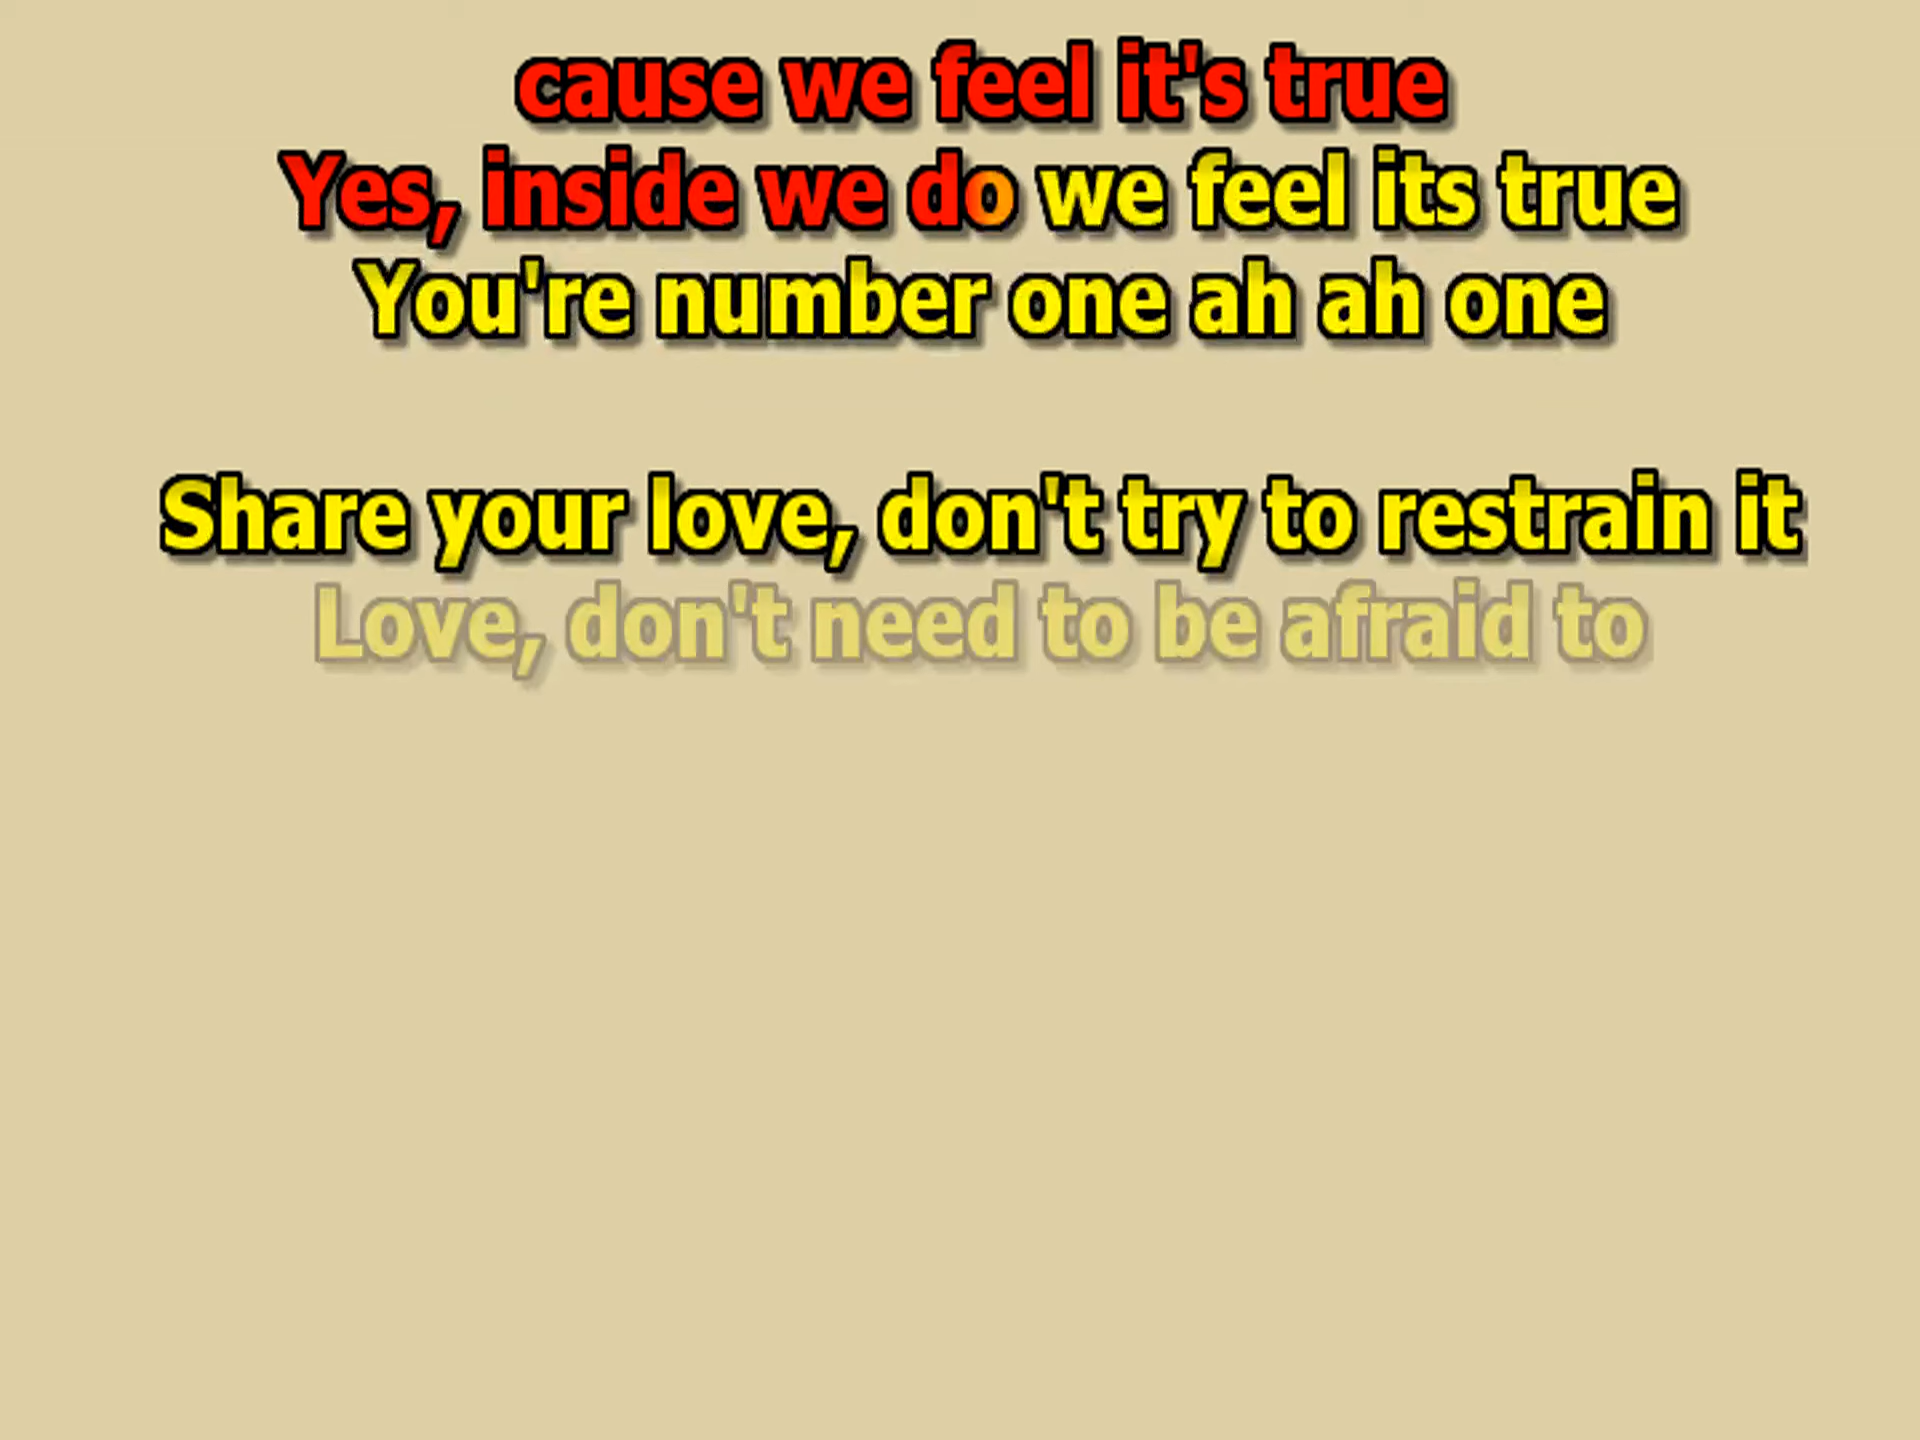 cause we feel it's true
Yes, inside we do we feel its true
You're number one ah ah one
Share your love, don't try to restrain it
Love, don't need to be afraid to